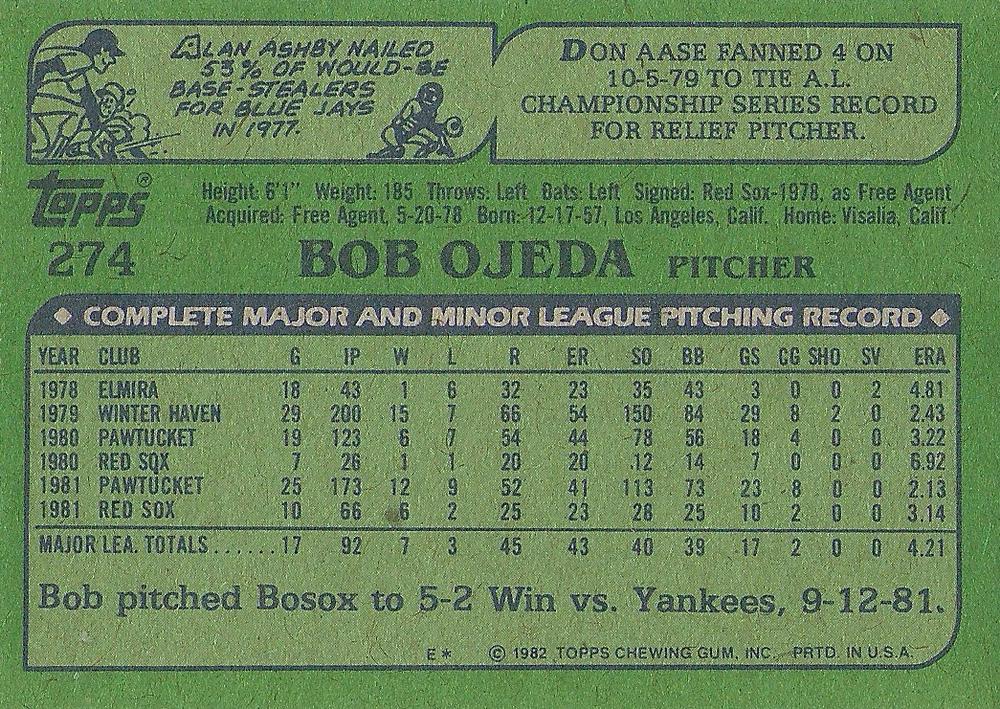 ALAN ASHBY NAILED
53% OF WOULD-BE
BASE-STEALERS
FOR BLUE JAYS
IN 1977.
DON AASE FANNED 4 ON
10-5-79 TO TIE A.L.
CHAMPIONSHIP SERIES RECORD
FOR RELIEF PITCHER.
Topps®
Height: 6'1" Weight: 185 Throws: Left Bats: Left Signed: Red Sox-1978, as Free Agent
Acquired: Free Agent, 5-20-78 Born: 12-17-57, Los Angeles, Calif. Home: Visalia, Calif.
274 BOB OJEDA PITCHER
COMPLETE MAJOR AND MINOR LEAGUE PITCHING RECORD
YEAR CLUB G IP W L R ER SO BB GS CG SHO SV ERA
1978 ELMIRA 18 43 1 6 32 23 35 43 3 0 0 2 4.81
1979 WINTER HAVEN 29 200 15 7 66 54 150 84 29 8 2 0 2.43
1980 PAWTUCKET 19 123 6 7 54 44 78 56 18 4 0 0 3.22
1980 RED SOX 7 26 1 1 20 20 12 14 7 0 0 0 6.92
1981 PAWTUCKET 25 173 12 9 52 41 113 73 23 8 0 0 2.13
1981 RED SOX 10 66 6 2 25 23 28 25 10 2 0 0 3.14
MAJOR LEA. TOTALS......17 92 7 3 45 43 40 39 17 2 0 0 4.21
Bob pitched Bosox to 5-2 Win vs. Yankees, 9-12-81.
E* © 1982 TOPPS CHEWING GUM, INC. PRTD. IN U.S.A.